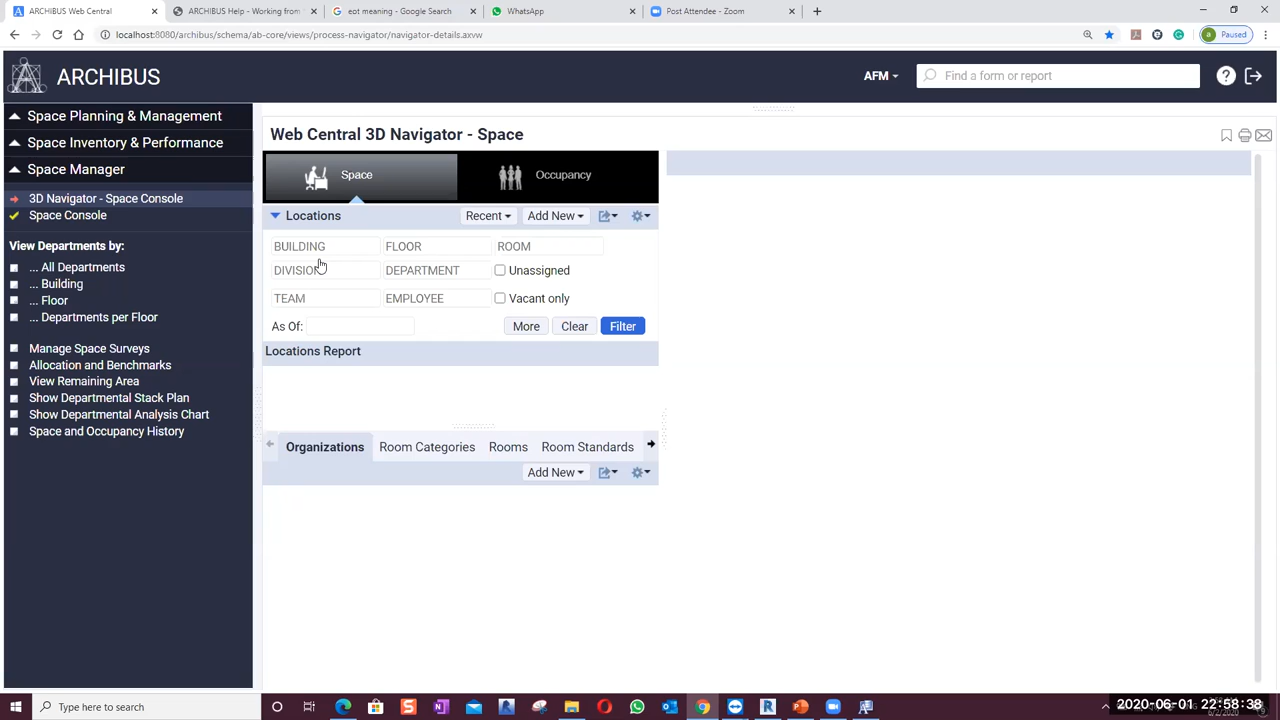 ARCHIBUS Web Central
ARCHIBUS Help - Working from
eot meaning - Google Search
WhatsApp
Post Attendee - Zoom
localhost:8080/archibus/schema/ab-core/views/process-navigator/navigator-details.axvw
a Paused
ARCHIBUS
AFM
Find a form or report
Space Planning & Management
Space Inventory & Performance
Space Manager
3D Navigator - Space Console
Space Console
View Departments by:
... All Departments
... Building
... Floor
... Departments per Floor
Manage Space Surveys
Allocation and Benchmarks
View Remaining Area
Show Departmental Stack Plan
Show Departmental Analysis Chart
Space and Occupancy History
Web Central 3D Navigator - Space
Space
Occupancy
Locations
Recent
Add New
BUILDING FLOOR ROOM
DIVISION DEPARTMENT Unassigned
TEAM EMPLOYEE Vacant only
As Of:
More Clear Filter
Locations Report
Organizations Room Categories Rooms Room Standards
Add New
Type here to search
2020-06-01 22:58:38